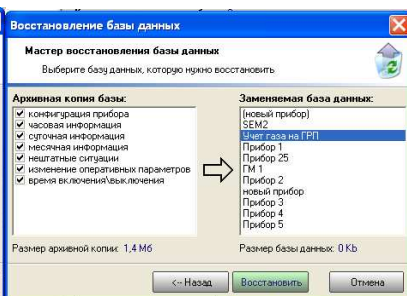 Восстановление базы данных
Мастер восстановления базы данных
Выберите базу данных, которую нужно восстановить
Архивная копия базы:
конфигурация прибора
часовая информация
суточная информация
месячная информация
нештатные ситуации
изменение оперативных параметров
время включения\выключения
Размер архивной копии: 1,4 Мб
Заменяемая база данных:
(новый прибор)
SEM2
Учет газа на ГРП
Прибор 1
Прибор 25
ГМ 1
Прибор 2
новый прибор
Прибор 3
Прибор 4
Прибор 5
Размер базы данных: 0 Kb
<-- Назад
Восстановить
Отмена